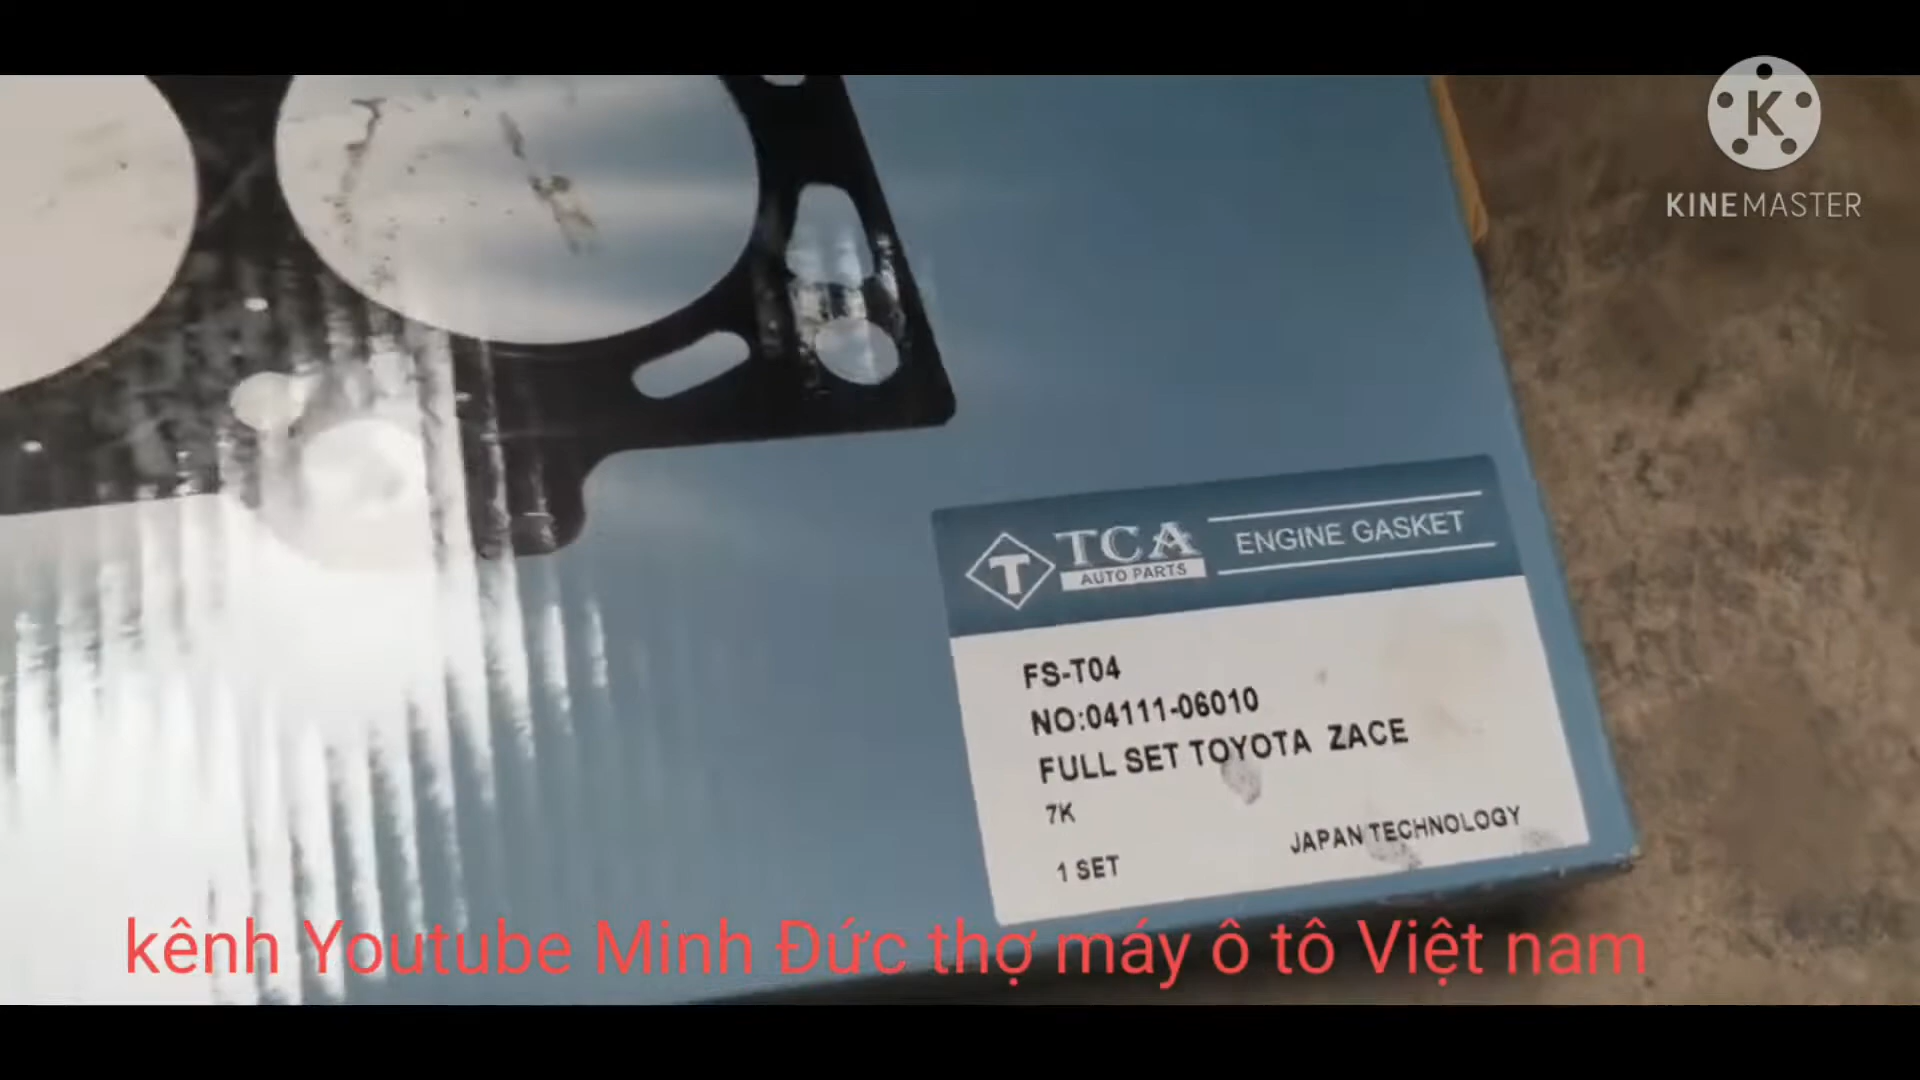 K
KINEMASTER
T TCA
AUTO PARTS
ENGINE GASKET
FS-T04
NO:04111-06010
FULL SET TOYOTA ZACE
7K
JAPAN TECHNOLOGY
1 SET
kênh Youtube Minh Đức thợ máy ô tô Việt nam